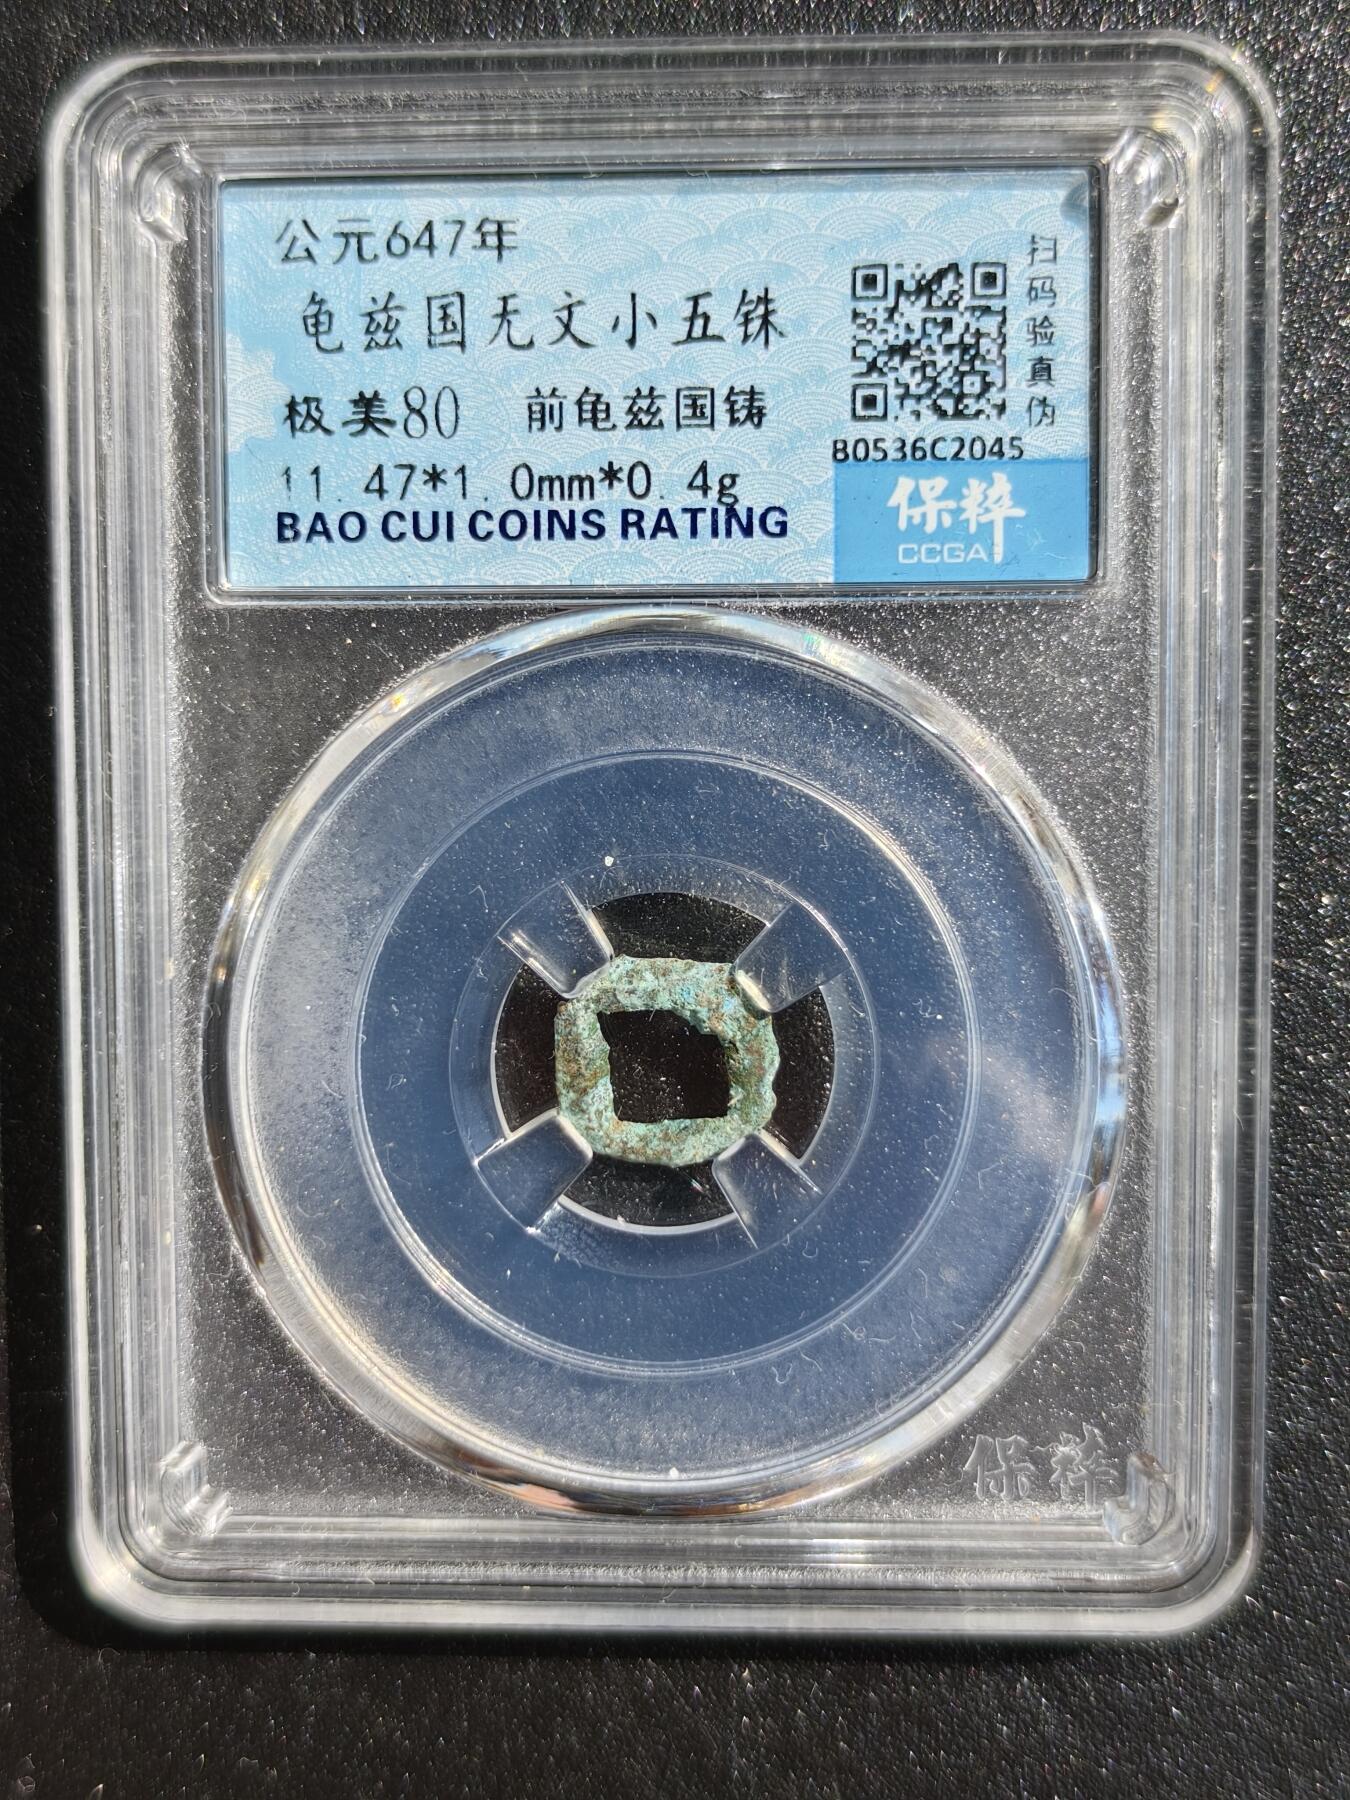 公元647年
龟兹国无文小五铢
极美80 前龟兹国铸
11.47*1.0mm*0.4g
BAO CUI COINS RATING
扫码验真伪
B0536C2045
保粹
CCGA
保粹